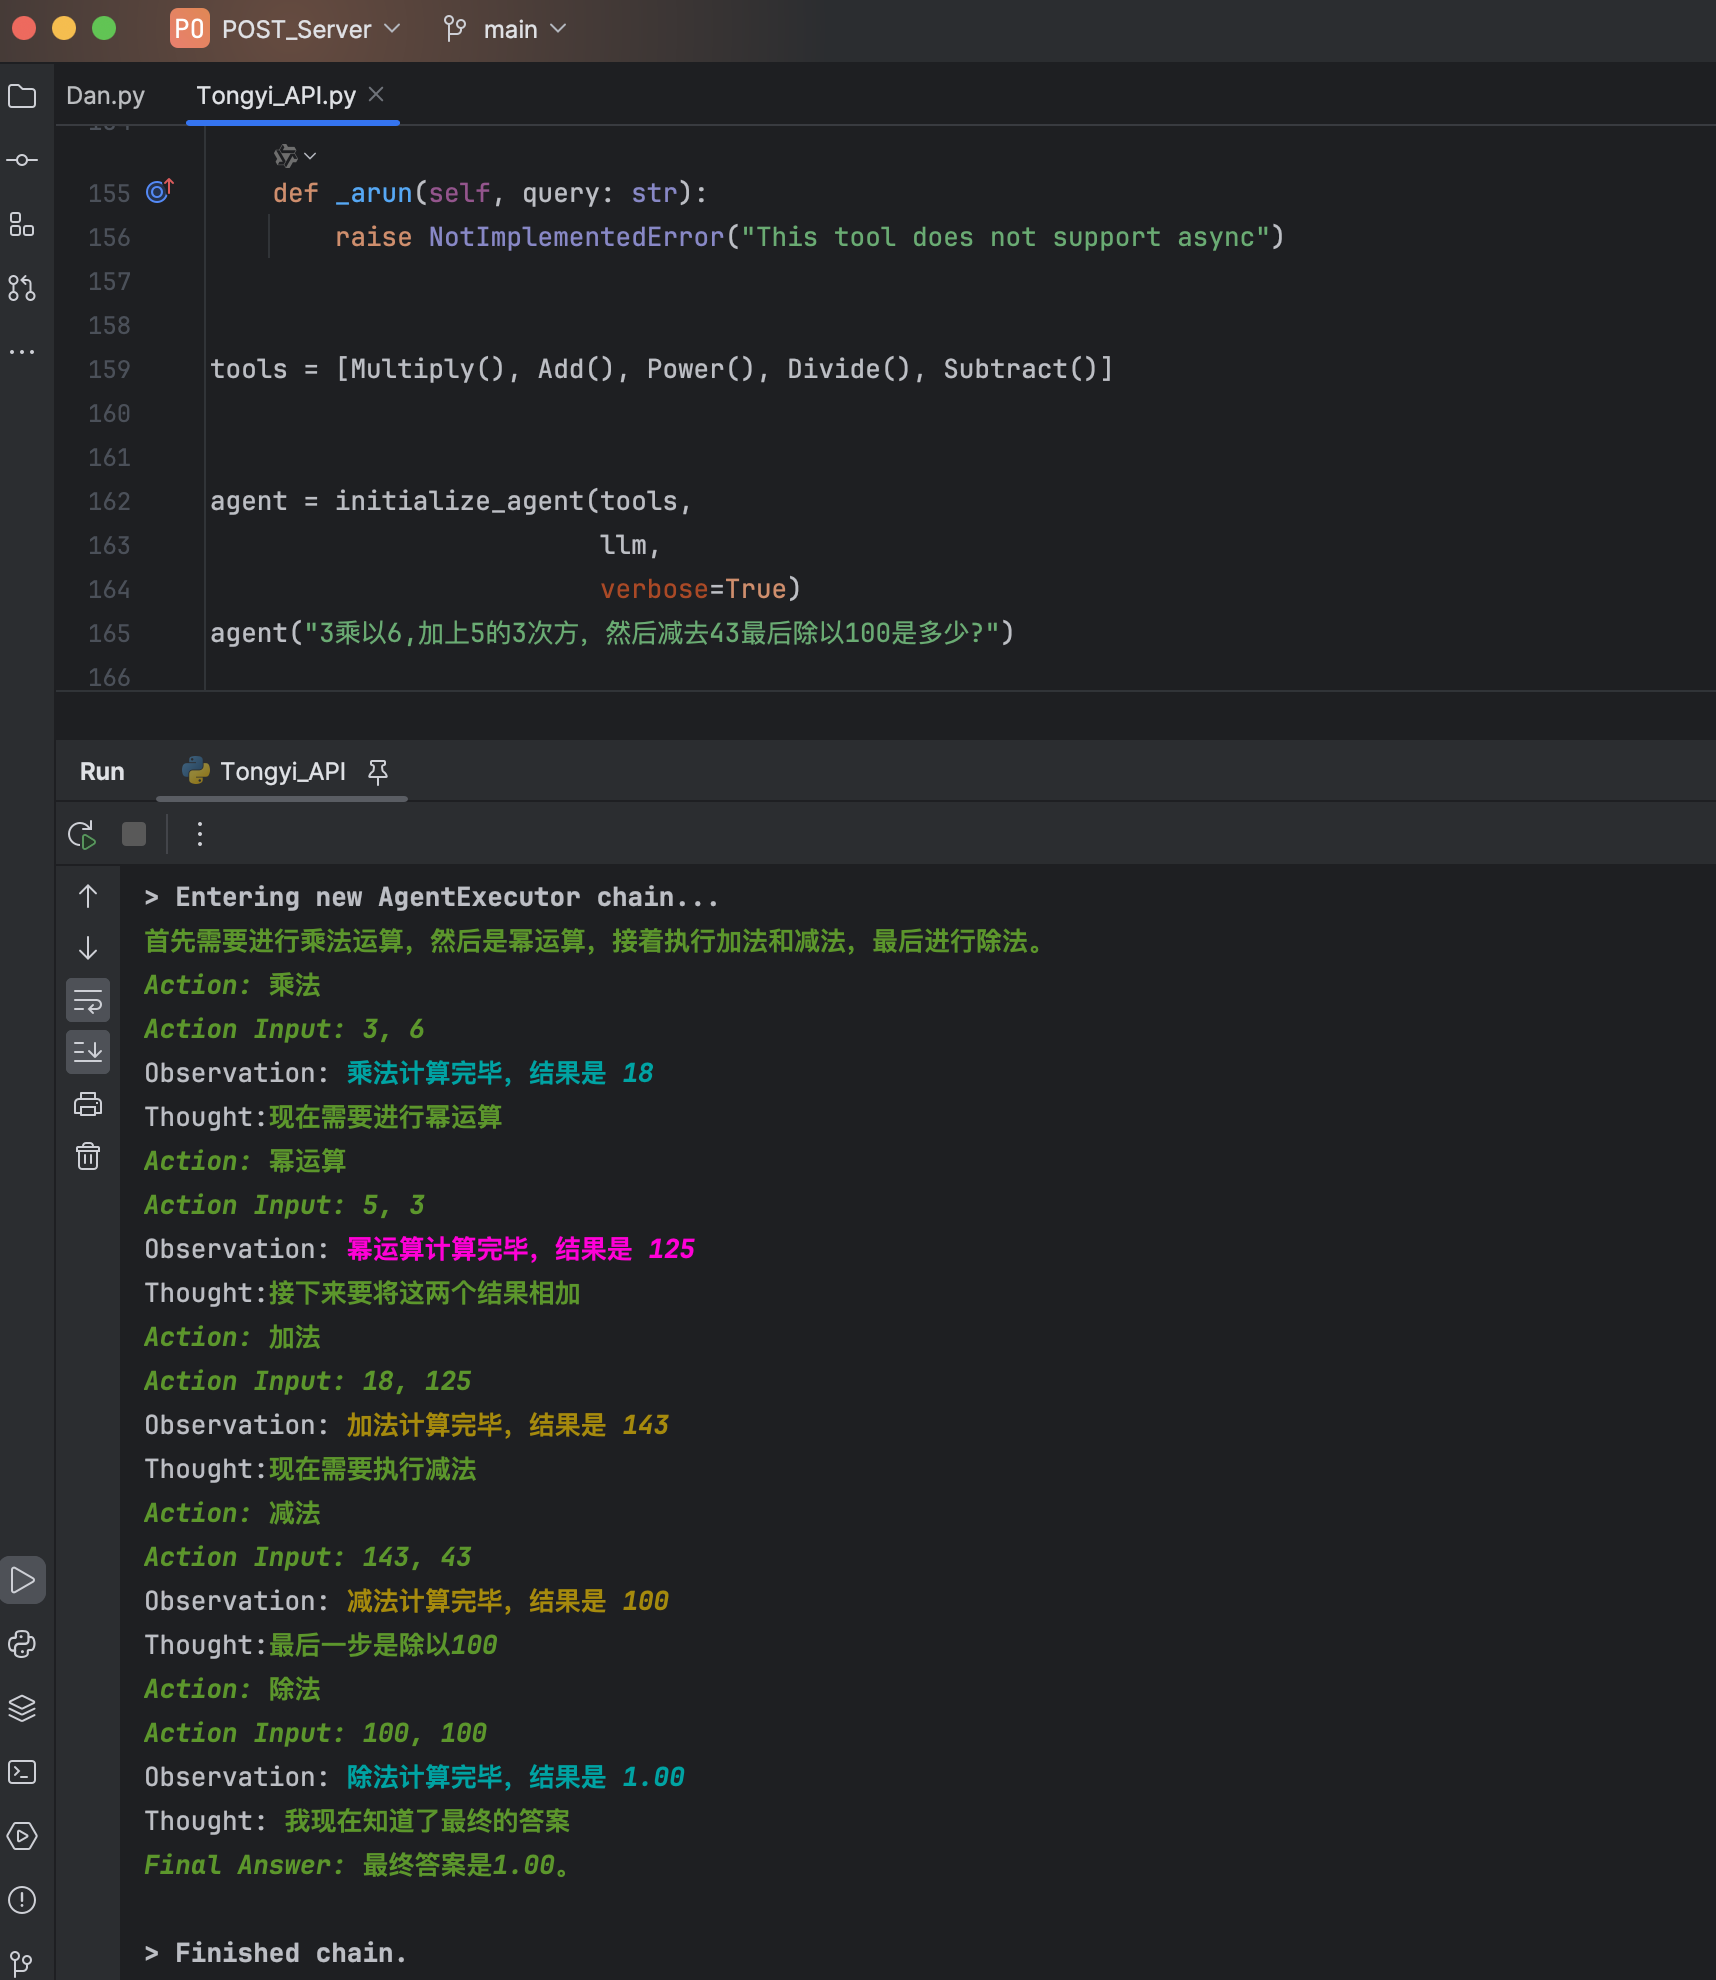 PO POST_Server main
Dan.py Tongyi_API.py
155 def _arun(self, query: str):
156 raise NotImplementedError("This tool does not support async")
157
158
159 tools = [Multiply(), Add(), Power(), Divide(), Subtract()]
160
161
162 agent = initialize_agent(tools,
163 llm,
164 verbose=True)
165 agent("3乘以6,加上5的3次方，然后减去43最后除以100是多少?")
166
Run Tongyi_API
> Entering new AgentExecutor chain...
首先需要进行乘法运算，然后是幂运算，接着执行加法和减法，最后进行除法。
Action: 乘法
Action Input: 3, 6
Observation: 乘法计算完毕，结果是 18
Thought:现在需要进行幂运算
Action: 幂运算
Action Input: 5, 3
Observation: 幂运算计算完毕，结果是 125
Thought:接下来要将这两个结果相加
Action: 加法
Action Input: 18, 125
Observation: 加法计算完毕，结果是 143
Thought:现在需要执行减法
Action: 减法
Action Input: 143, 43
Observation: 减法计算完毕，结果是 100
Thought:最后一步是除以100
Action: 除法
Action Input: 100, 100
Observation: 除法计算完毕，结果是 1.00
Thought: 我现在知道了最终的答案
Final Answer: 最终答案是1.00。
> Finished chain.